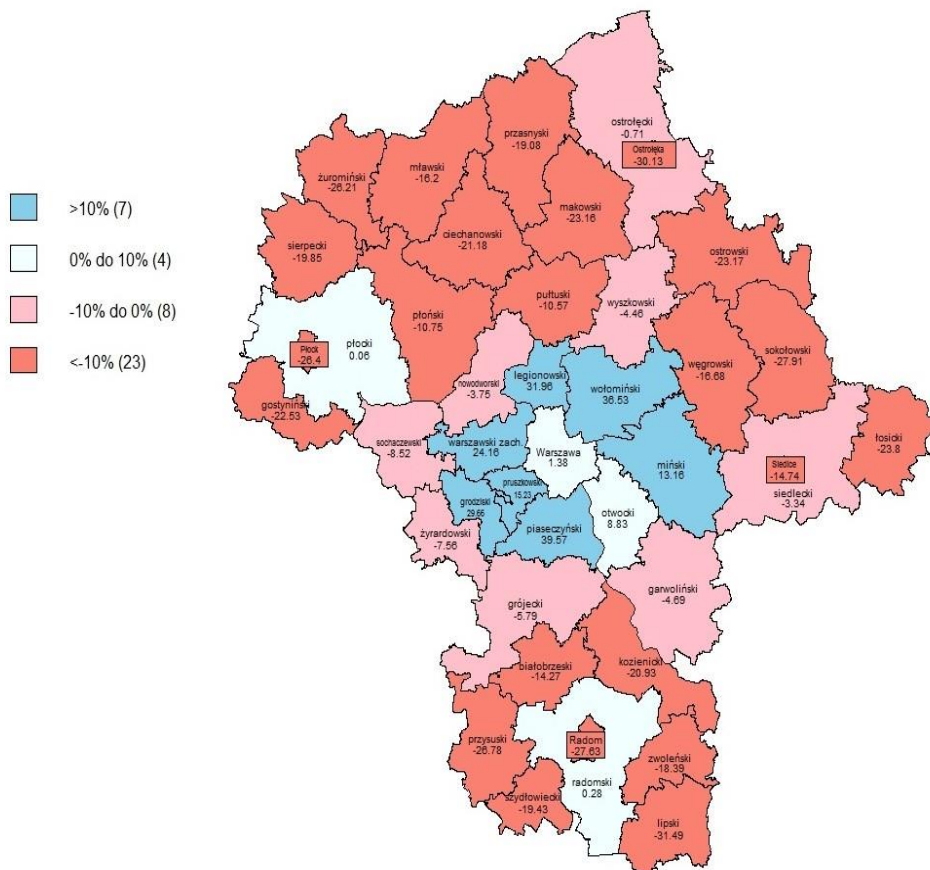 >10% (7)
0% do 10% (4)
-10% do 0% (8)
<-10% (23)
ostrołęcki
-0.71
Ostrołęka
-30.13
przasnyski
-19.08
mławski
-16.2
żuromiński
-26.21
makowski
-23.16
ciechanowski
-21.18
sierpecki
-19.85
ostrowski
-23.17
pułtuski
-10.57
wyszkowski
-4.46
płoński
-10.75
płocki
0.06
Płock
-26.4
sokołowski
-27.91
węgrowski
-16.68
legionowski
31.96
wołomiński
36.53
nowodworski
-3.75
gostyniński
-22.53
sochaczewski
-8.52
warszawski zach.
24.16
Warszawa
1.38
miński
13.16
Siedlce
-14.74
siedlecki
-3.34
łosicki
-23.8
pruszkowski
15.23
grodziski
29.66
otwocki
8.83
piaseczyński
39.57
żyrardowski
-7.56
garwoliński
-4.69
grójecki
-5.79
białobrzeski
-14.27
kozienicki
-20.93
przysuski
-26.78
Radom
-27.63
radomski
0.28
zwoleński
-18.39
szydłowiecki
-19.43
lipski
-31.49